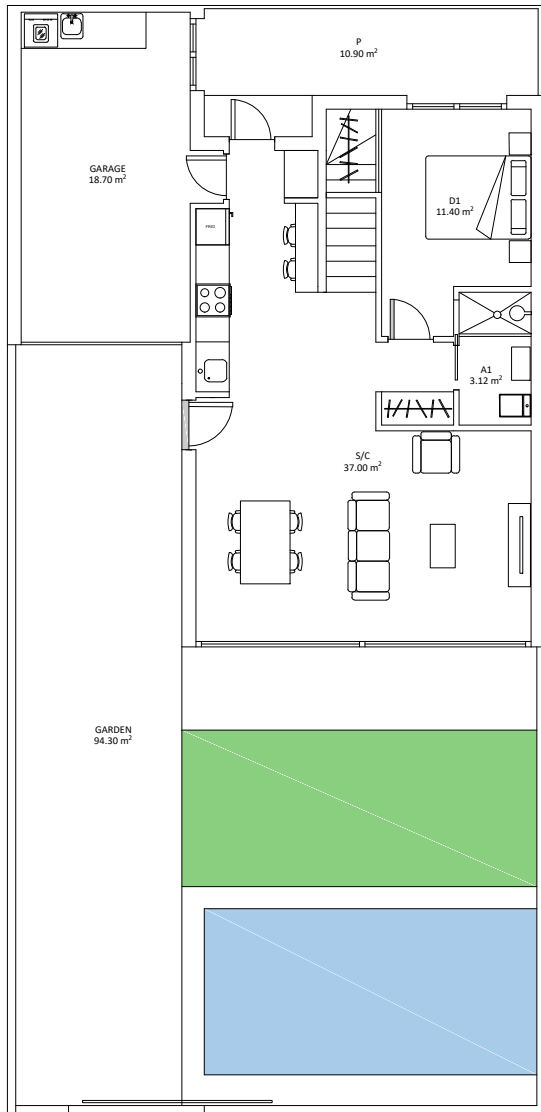 P
10.90 m²
GARAGE
18.70 m²
D1
11.40 m²
FRIG
A1
3.12 m²
S/C
37.00 m²
GARDEN
94.30 m²